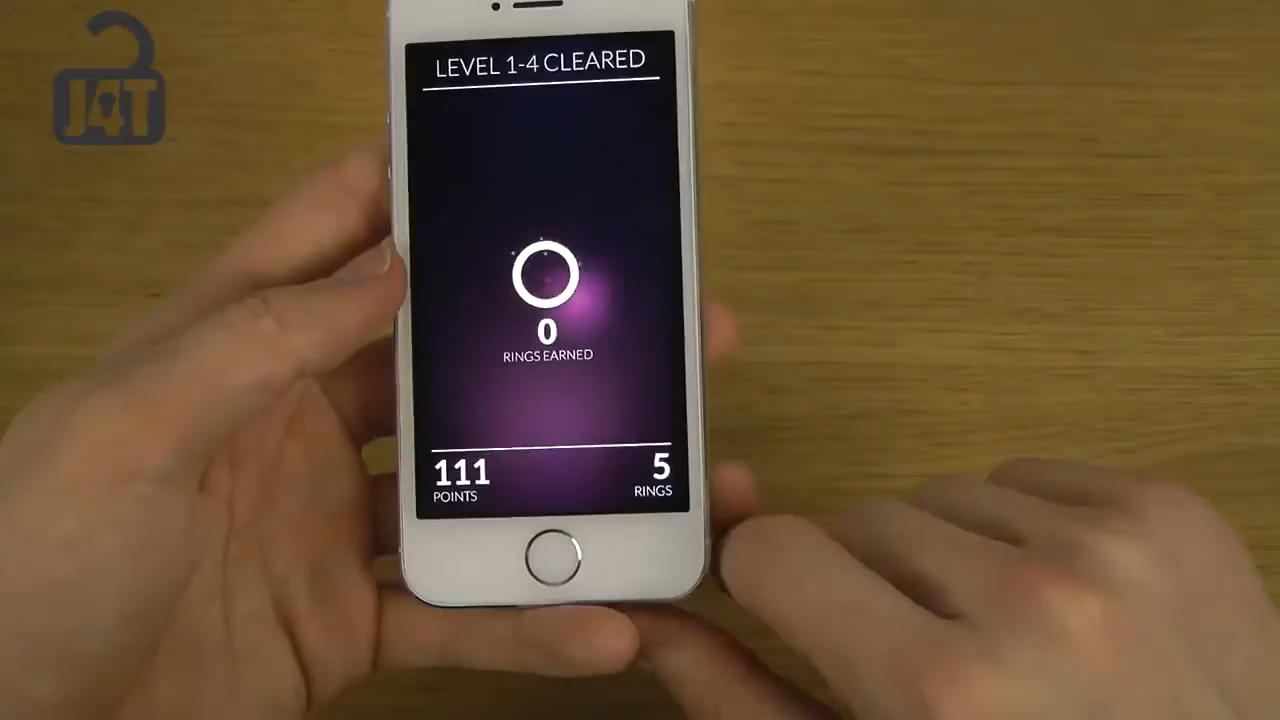 J4T
LEVEL 1-4 CLEARED
0
RINGS EARNED
111
POINTS
5
RINGS